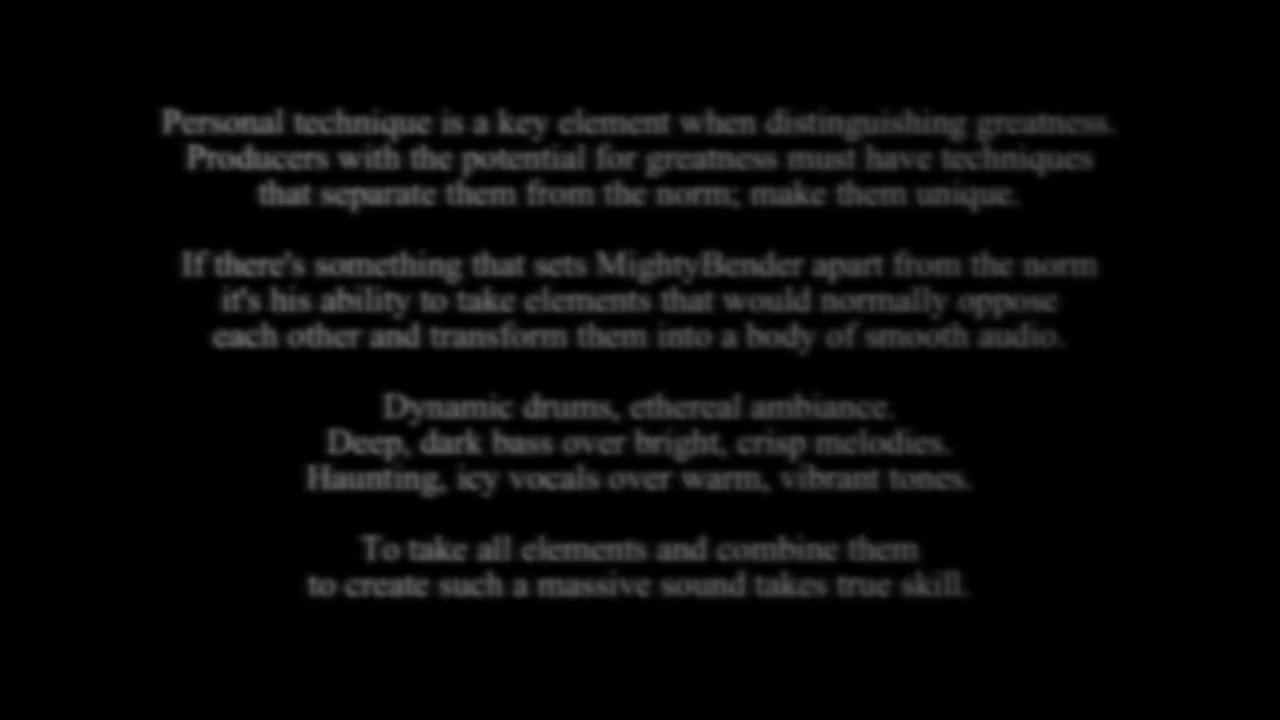 Personal technique is a key element when distinguishing greatness.
Producers with the potential for greatness must have techniques
that separate them from the norm; make them unique.
If there's something that sets MightyBender apart from the norm
it's his ability to take elements that would normally oppose
each other and transform them into a body of smooth audio.
Dynamic drums, ethereal ambiance.
Deep, dark bass over bright, crisp melodies.
Haunting, icy vocals over warm, vibrant tones.
To take all elements and combine them
to create such a massive sound takes true skill.